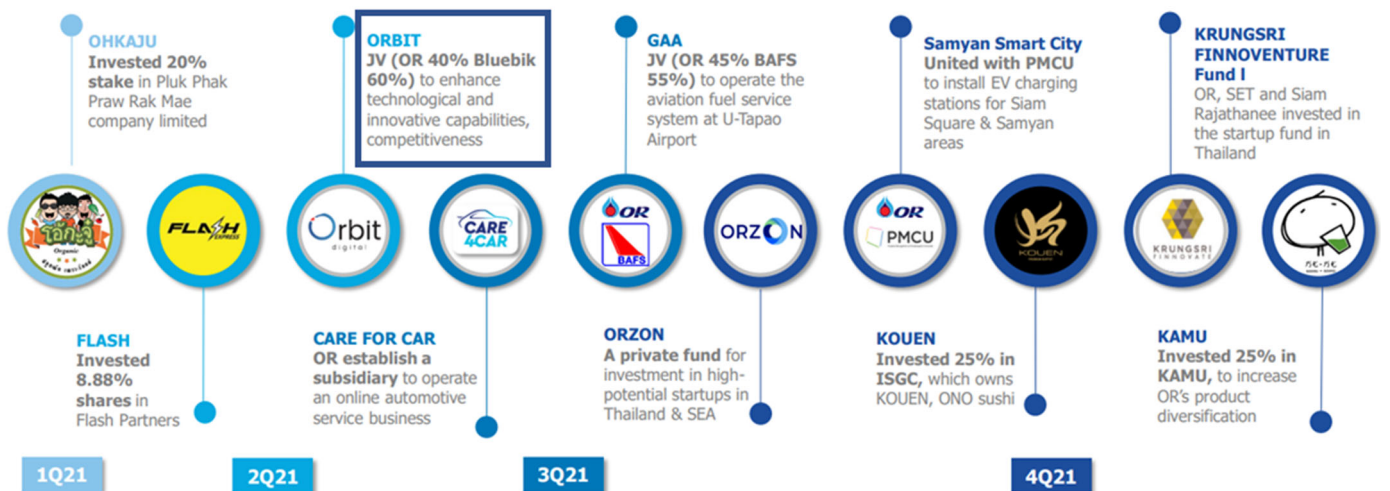 OHKAJU
Invested 20%
stake in Pluk Phak
Praw Rak Mae
company limited
ORBIT
JV (OR 40% Bluebik
60%) to enhance
technological and
innovative capabilities,
competitiveness
GAA
JV (OR 45% BAFS
55%) to operate the
aviation fuel service
system at U-Tapao
Airport
Samyan Smart City
United with PMCU
to install EV charging
stations for Siam
Square & Samyan
areas
KRUNGSRI
FINNOVENTURE
Fund I
OR, SET and Siam
Rajathanee invested in
the startup fund in
Thailand
โอ้กะจู๋
Organic
FLASH
EXPRESS
Orbit
digital
CARE
4CAR
OR
BAFS
ORZON
OR
PMCU
KOUEN
KRUNGSRI
FINNOVATE
FLASH
Invested
8.88%
shares in
Flash Partners
CARE FOR CAR
OR establish a
subsidiary to operate
an online automotive
service business
ORZON
A private fund for
investment in high-
potential startups in
Thailand & SEA
KOUEN
Invested 25% in
ISGC, which owns
KOUEN, ONO sushi
KAMU
Invested 25% in
KAMU, to increase
OR's product
diversification
1Q21
2Q21
3Q21
4Q21